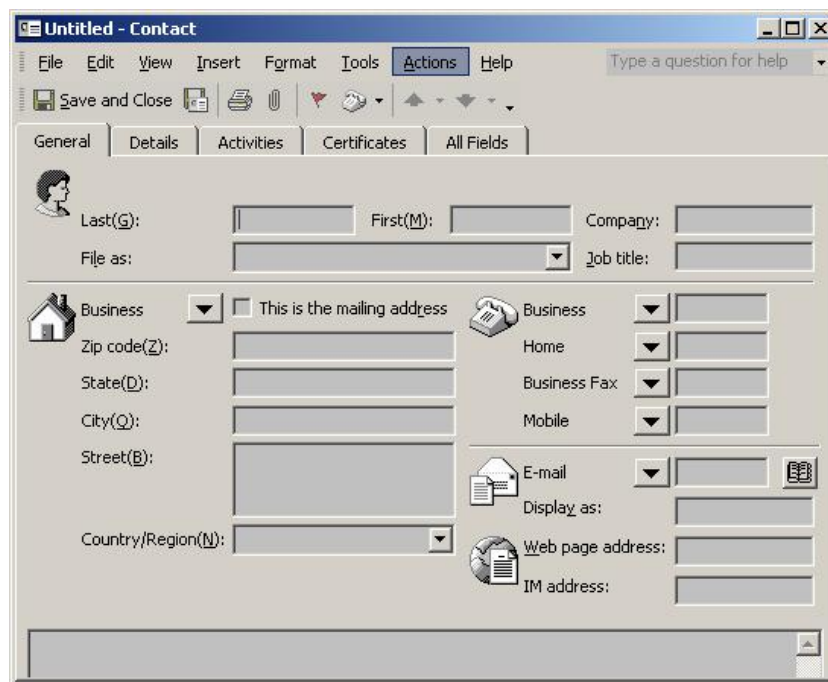 Untitled - Contact
File Edit View Insert Format Tools Actions Help Type a question for help
Save and Close
General Details Activities Certificates All Fields
Last(G): First(M): Company:
File as: Job title:
Business This is the mailing address Business
Zip code(Z): Home
State(D): Business Fax
City(Q): Mobile
Street(B): E-mail
Display as:
Country/Region(N): Web page address:
IM address: